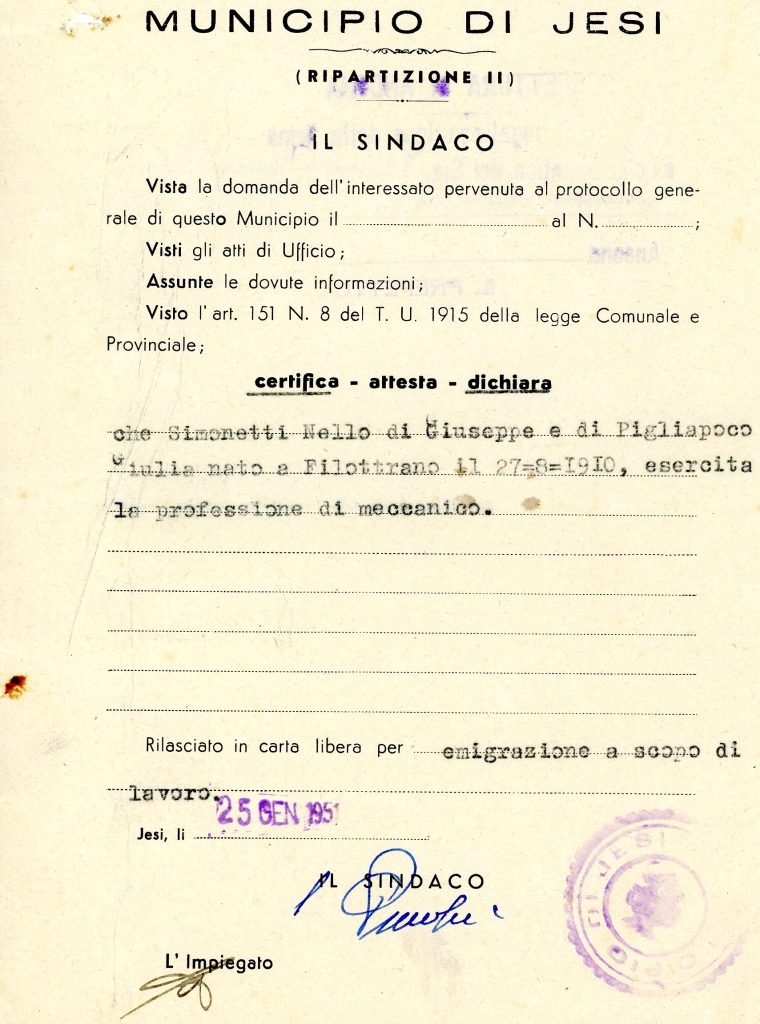 MUNICIPIO DI JESI
(RIPARTIZIONE II)
IL SINDACO
Vista la domanda dell'interessato pervenuta al protocollo gene-
rale di questo Municipio il ........ al N. ........ ;
Visti gli atti di Ufficio;
Assunte le dovute informazioni;
Visto l'art. 151 N. 8 del T. U. 1915 della legge Comunale e
Provinciale;
certifica - attesta - dichiara
che Simonetti Nello di Giuseppe e di Pigliapoco
Giulia nato a Filottrano il 27=8=1910, esercita
la professione di meccanico.
Rilasciato in carta libera per emigrazione a scopo di
lavoro.
Jesi, li 25 GEN 1951
IL SINDACO
L' Impiegato
CIPIO DI JESI